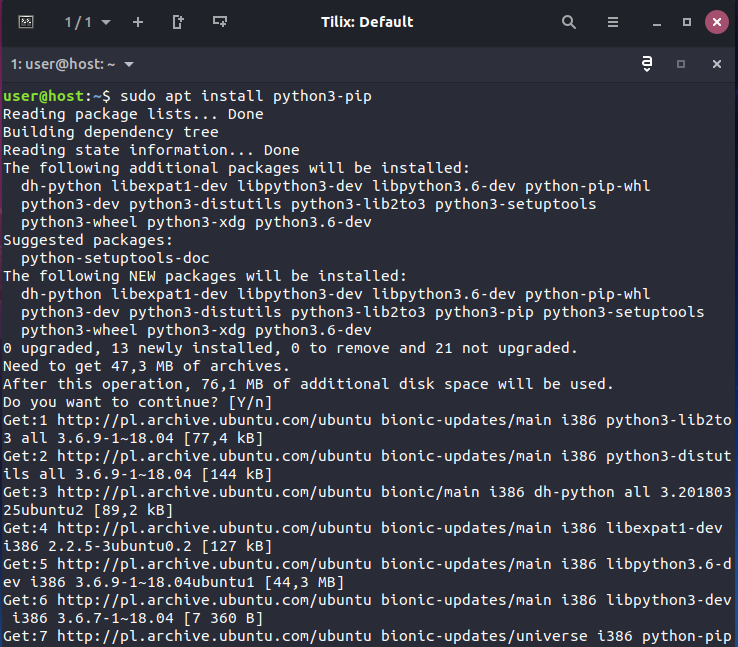 1 / 1
Tilix: Default
1: user@host: ~
a
user@host:~$ sudo apt install python3-pip
Reading package lists... Done
Building dependency tree
Reading state information... Done
The following additional packages will be installed:
  dh-python libexpat1-dev libpython3-dev libpython3.6-dev python-pip-whl
  python3-dev python3-distutils python3-lib2to3 python3-setuptools
  python3-wheel python3-xdg python3.6-dev
Suggested packages:
  python-setuptools-doc
The following NEW packages will be installed:
  dh-python libexpat1-dev libpython3-dev libpython3.6-dev python-pip-whl
  python3-dev python3-distutils python3-lib2to3 python3-pip python3-setuptools
  python3-wheel python3-xdg python3.6-dev
0 upgraded, 13 newly installed, 0 to remove and 21 not upgraded.
Need to get 47,3 MB of archives.
After this operation, 76,1 MB of additional disk space will be used.
Do you want to continue? [Y/n]
Get:1 http://pl.archive.ubuntu.com/ubuntu bionic-updates/main i386 python3-lib2to
3 all 3.6.9-1~18.04 [77,4 kB]
Get:2 http://pl.archive.ubuntu.com/ubuntu bionic-updates/main i386 python3-distut
ils all 3.6.9-1~18.04 [144 kB]
Get:3 http://pl.archive.ubuntu.com/ubuntu bionic/main i386 dh-python all 3.201803
25ubuntu2 [89,2 kB]
Get:4 http://pl.archive.ubuntu.com/ubuntu bionic-updates/main i386 libexpat1-dev
i386 2.2.5-3ubuntu0.2 [127 kB]
Get:5 http://pl.archive.ubuntu.com/ubuntu bionic-updates/main i386 libpython3.6-d
ev i386 3.6.9-1~18.04ubuntu1 [44,3 MB]
Get:6 http://pl.archive.ubuntu.com/ubuntu bionic-updates/main i386 libpython3-dev
 i386 3.6.7-1~18.04 [7 360 B]
Get:7 http://pl.archive.ubuntu.com/ubuntu bionic-updates/universe i386 python-pip